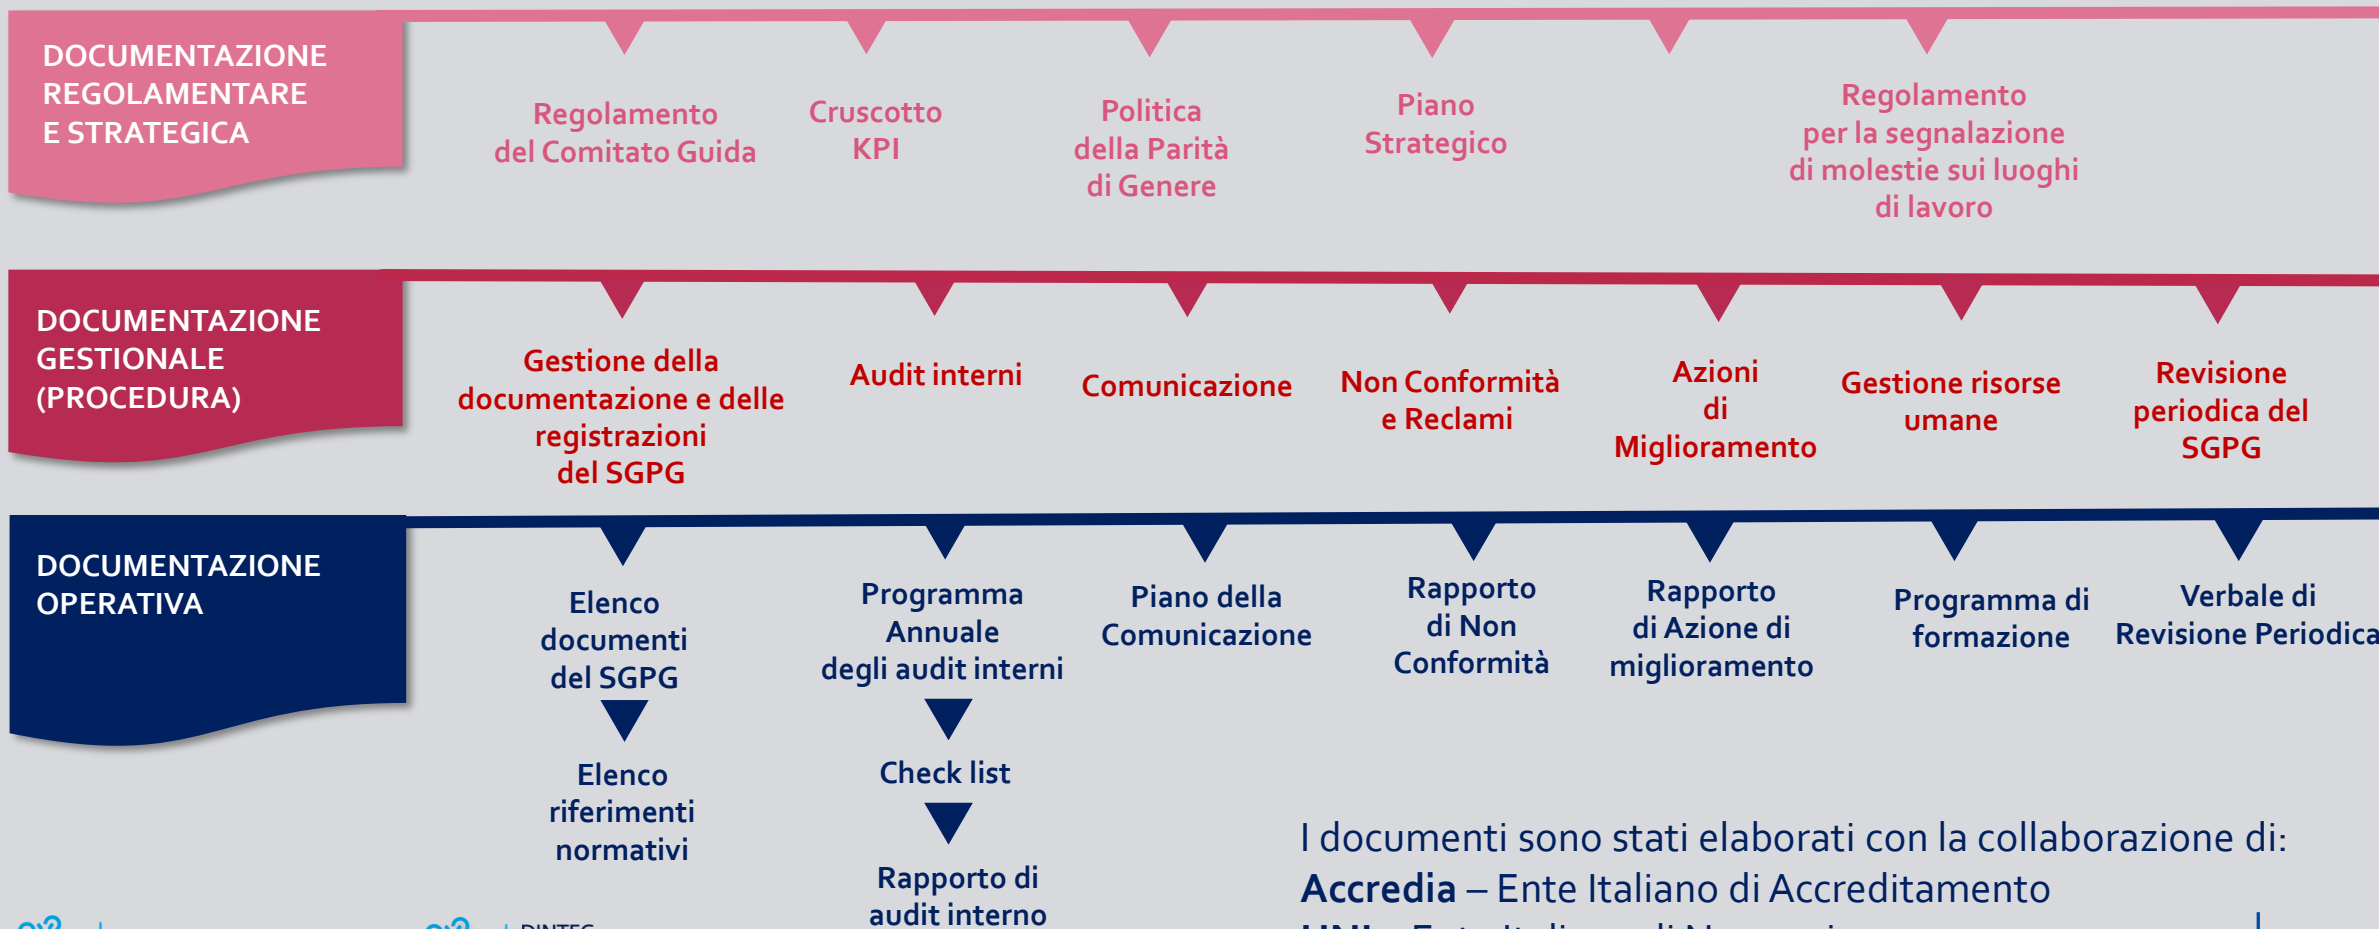 DOCUMENTAZIONE
REGOLAMENTARE
E STRATEGICA
Regolamento
del Comitato Guida
Cruscotto
KPI
Politica
della Parità
di Genere
Piano
Strategico
Regolamento
per la segnalazione
di molestie sui luoghi
di lavoro
DOCUMENTAZIONE
GESTIONALE
(PROCEDURA)
Gestione della
documentazione e delle
registrazioni
del SGPG
Audit interni
Comunicazione
Non Conformità
e Reclami
Azioni
di
Miglioramento
Gestione risorse
umane
Revisione
periodica del
SGPG
DOCUMENTAZIONE
OPERATIVA
Elenco
documenti
del SGPG
Elenco
riferimenti
normativi
Programma
Annuale
degli audit interni
Check list
Rapporto di
audit interno
Piano della
Comunicazione
Rapporto
di Non
Conformità
Rapporto
di Azione di
miglioramento
Programma di
formazione
Verbale di
Revisione Periodica
I documenti sono stati elaborati con la collaborazione di:
Accredia – Ente Italiano di Accreditamento
UNI – Ente Italiano di
DINTEC